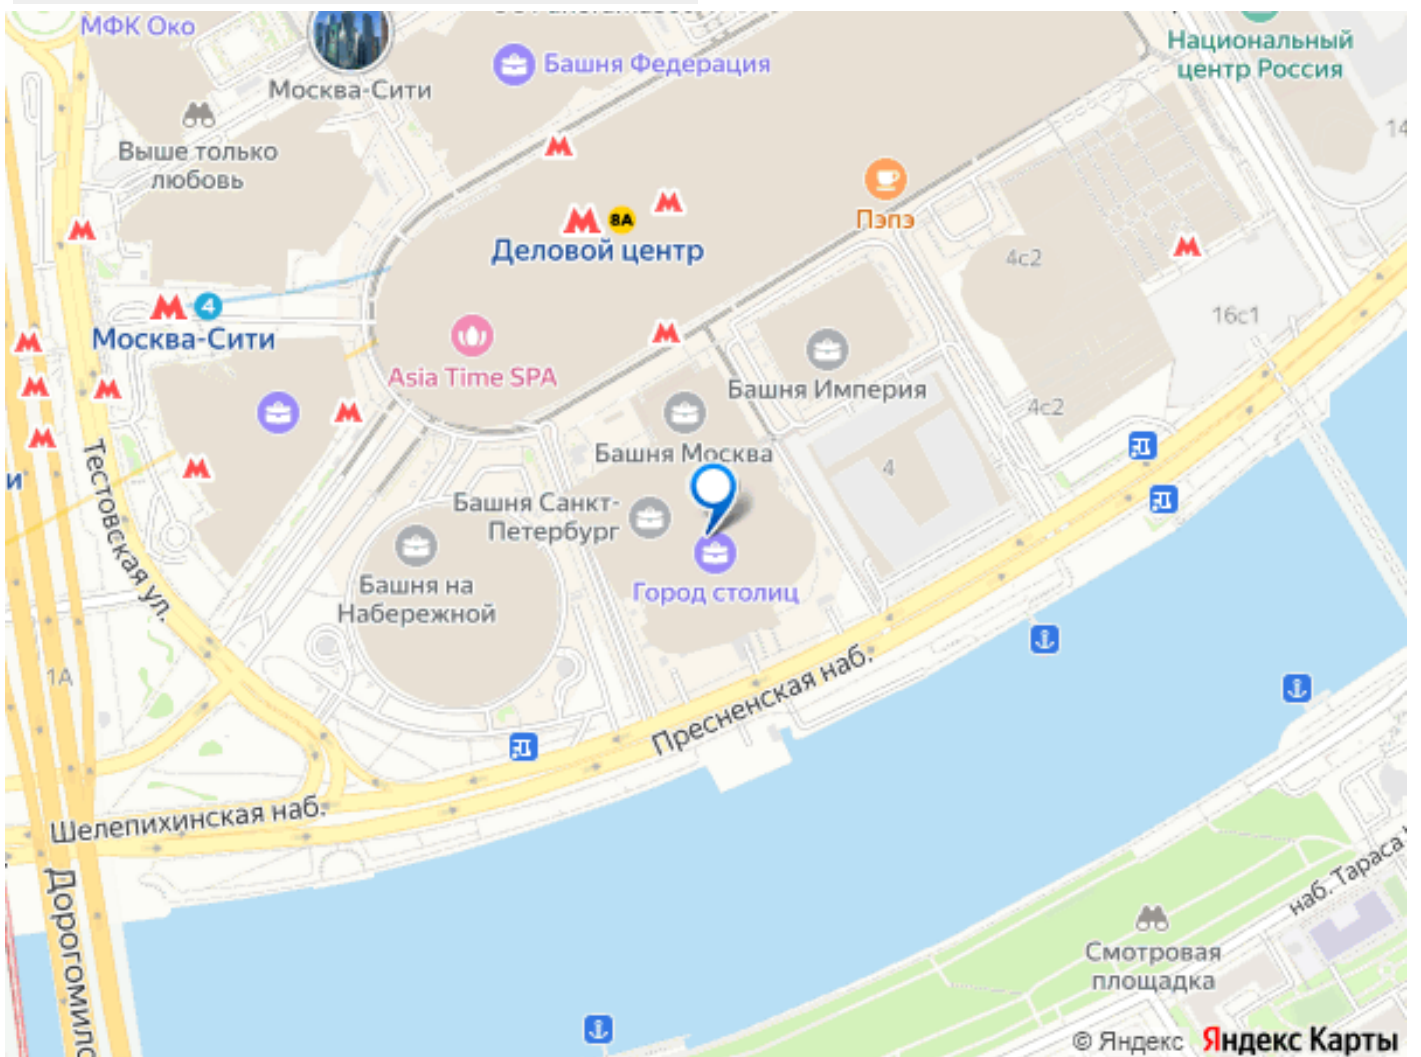 МФК Око
Москва-Сити
Башня Федерация
Национальный
центр Россия
14
Выше только
любовь
8А
Деловой центр
Пэпэ
4с2
16с1
4
Москва-Сити
Asia Time SPA
Башня Империя
4с2
Башня Москва
4
Башня Санкт-
Петербург
Город столиц
Башня на
Набережной
и
Тестовская ул.
1А
Пресненская наб.
Шелепихинская наб.
Дорогомило
наб. Тараса
Смотровая
площадка
© Яндекс Яндекс Карты